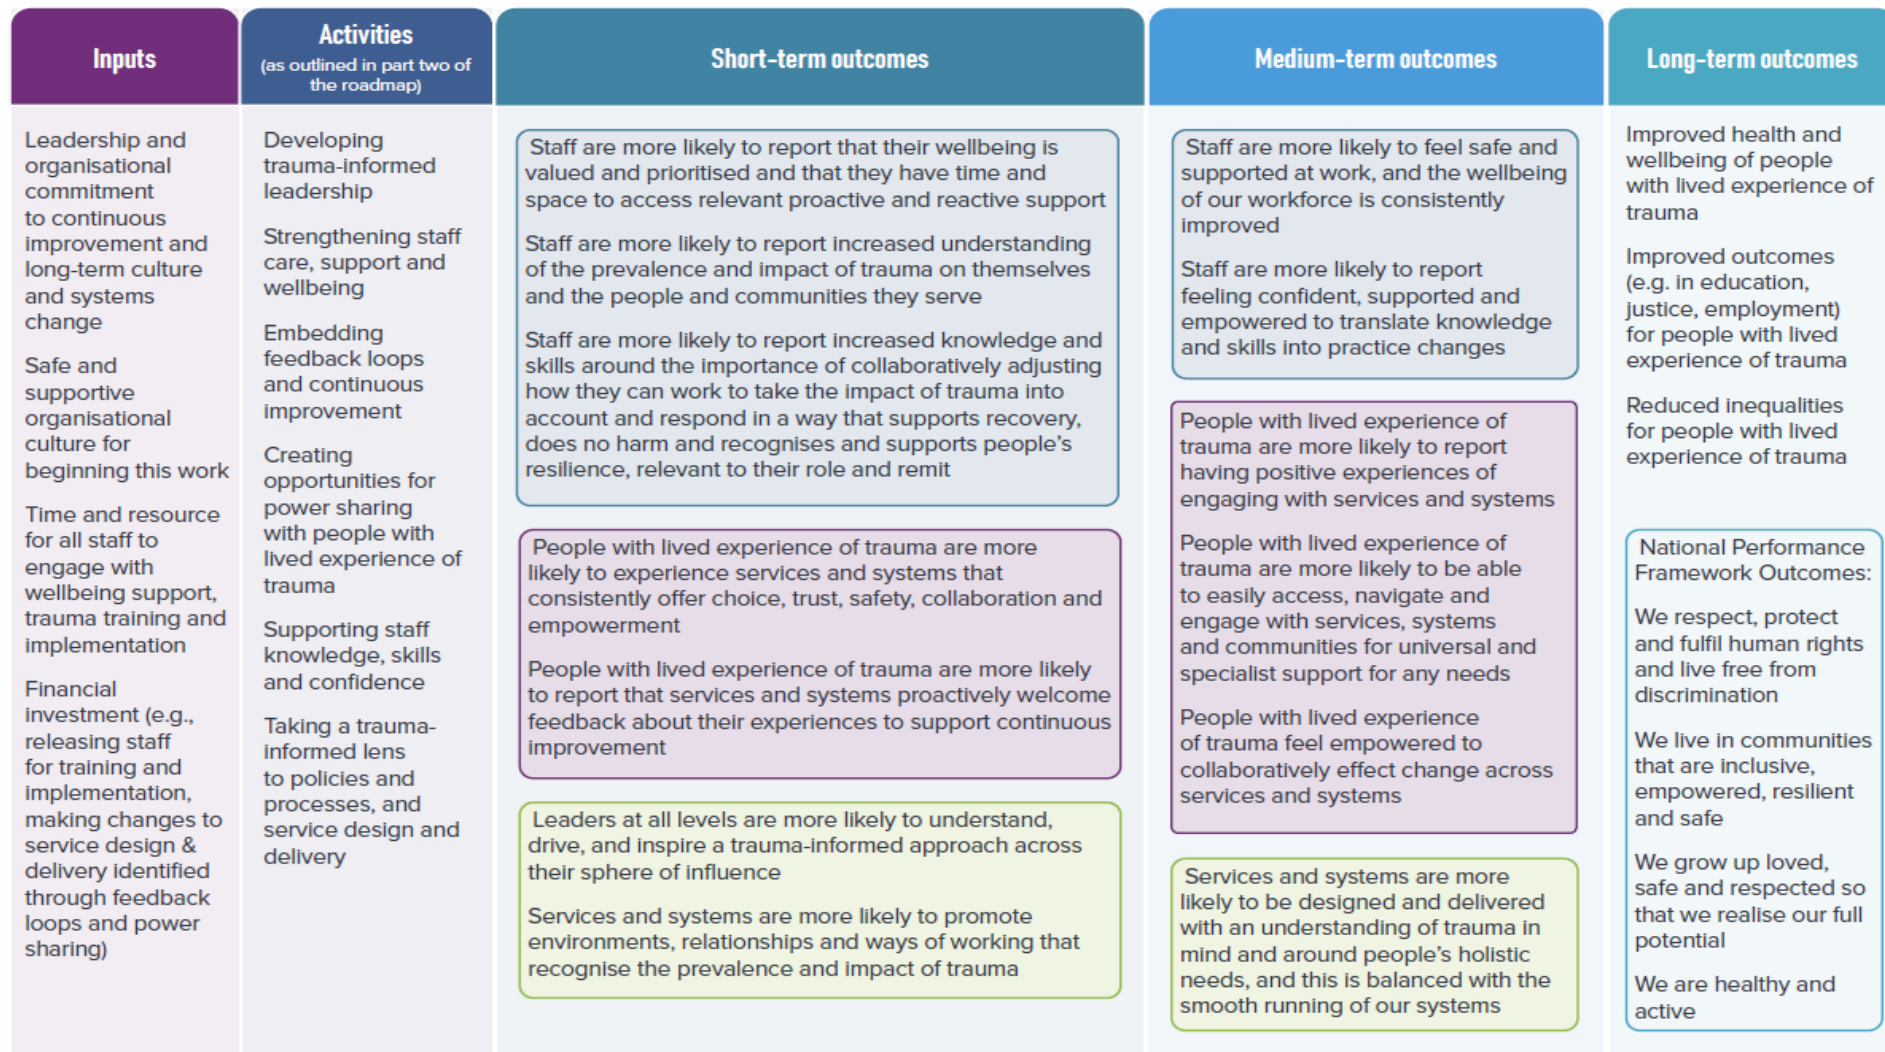 Inputs
Leadership and
organisational
commitment
to continuous
improvement and
long-term culture
and systems
change
Safe and
supportive
organisational
culture for
beginning this work
Time and resource
for all staff to
engage with
wellbeing support,
trauma training and
implementation
Financial
investment (e.g.,
releasing staff
for training and
implementation,
making changes to
service design &
delivery identified
through feedback
loops and power
sharing)
Activities
(as outlined in part two of
the roadmap)
Developing
trauma-informed
leadership
Strengthening staff
care, support and
wellbeing
Embedding
feedback loops
and continuous
improvement
Creating
opportunities for
power sharing
with people with
lived experience of
trauma
Supporting staff
knowledge, skills
and confidence
Taking a trauma-
informed lens
to policies and
processes, and
service design and
delivery
Short-term outcomes
Staff are more likely to report that their wellbeing is
valued and prioritised and that they have time and
space to access relevant proactive and reactive support
Staff are more likely to report increased understanding
of the prevalence and impact of trauma on themselves
and the people and communities they serve
Staff are more likely to report increased knowledge and
skills around the importance of collaboratively adjusting
how they can work to take the impact of trauma into
account and respond in a way that supports recovery,
does no harm and recognises and supports people's
resilience, relevant to their role and remit
People with lived experience of trauma are more
likely to experience services and systems that
consistently offer choice, trust, safety, collaboration and
empowerment
People with lived experience of trauma are more likely
to report that services and systems proactively welcome
feedback about their experiences to support continuous
improvement
Leaders at all levels are more likely to understand,
drive, and inspire a trauma-informed approach across
their sphere of influence
Services and systems are more likely to promote
environments, relationships and ways of working that
recognise the prevalence and impact of trauma
Medium-term outcomes
Staff are more likely to feel safe and
supported at work, and the wellbeing
of our workforce is consistently
improved
Staff are more likely to report
feeling confident, supported and
empowered to translate knowledge
and skills into practice changes
People with lived experience of
trauma are more likely to report
having positive experiences of
engaging with services and systems
People with lived experience of
trauma are more likely to be able
to easily access, navigate and
engage with services, systems
and communities for universal and
specialist support for any needs
People with lived experience
of trauma feel empowered to
collaboratively effect change across
services and systems
Services and systems are more
likely to be designed and delivered
with an understanding of trauma in
mind and around people's holistic
needs, and this is balanced with the
smooth running of our systems
Long-term outcomes
Improved health and
wellbeing of people
with lived experience of
trauma
Improved outcomes
(e.g. in education,
justice, employment)
for people with lived
experience of trauma
Reduced inequalities
for people with lived
experience of trauma
National Performance
Framework Outcomes:
We respect, protect
and fulfil human rights
and live free from
discrimination
We live in communities
that are inclusive,
empowered, resilient
and safe
We grow up loved,
safe and respected so
that we realise our full
potential
We are healthy and
active